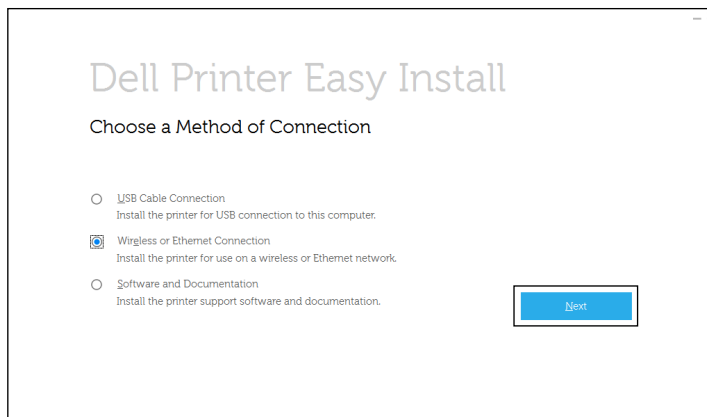 Dell Printer Easy Install
Choose a Method of Connection
USB Cable Connection
Install the printer for USB connection to this computer.
Wireless or Ethernet Connection
Install the printer for use on a wireless or Ethernet network.
Software and Documentation
Install the printer support software and documentation.
Next